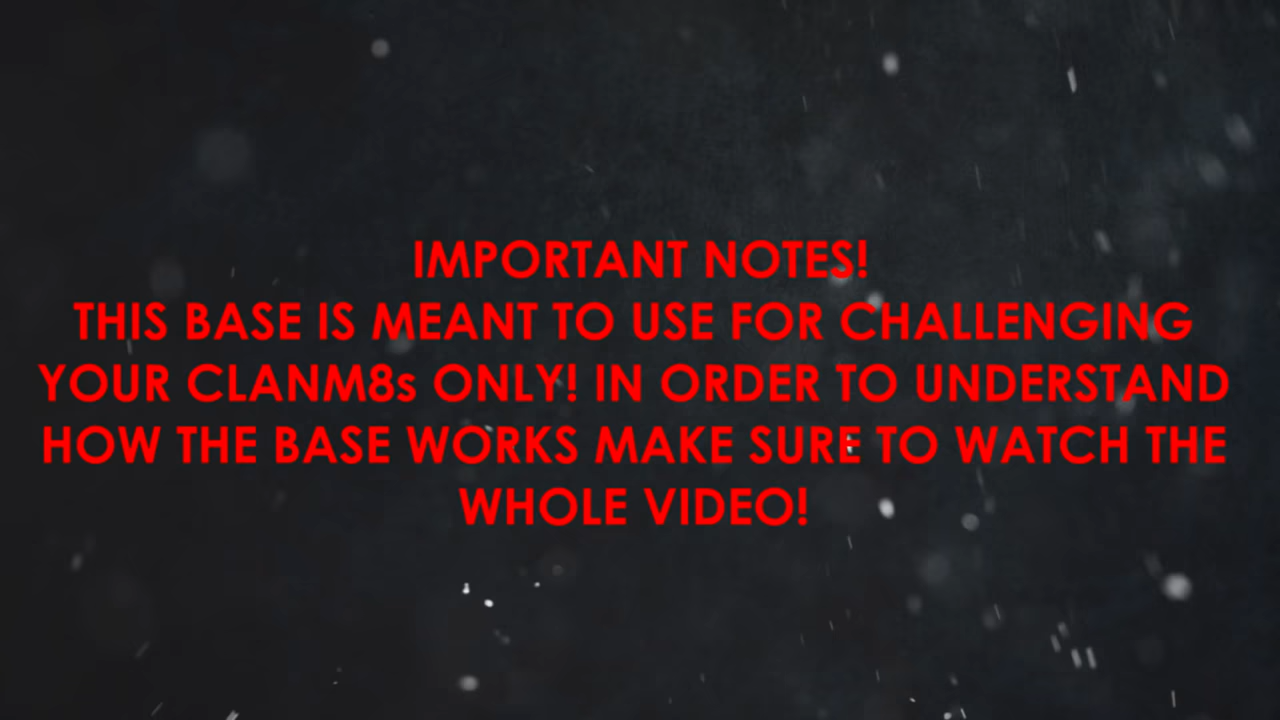 IMPORTANT NOTES!
THIS BASE IS MEANT TO USE FOR CHALLENGING
YOUR CLANM8s ONLY! IN ORDER TO UNDERSTAND
HOW THE BASE WORKS MAKE SURE TO WATCH THE
WHOLE VIDEO!